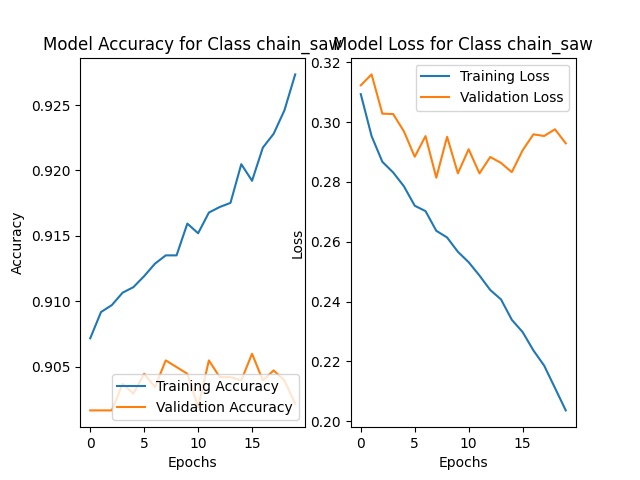 Model Accuracy for Class chain_saw
Accuracy
0.925
0.920
0.915
0.910
0.905
Training Accuracy
Validation Accuracy
0 5 10 15
Epochs
Model Loss for Class chain_saw
Loss
0.32
0.30
0.28
0.26
0.24
0.22
0.20
Training Loss
Validation Loss
0 5 10 15
Epochs